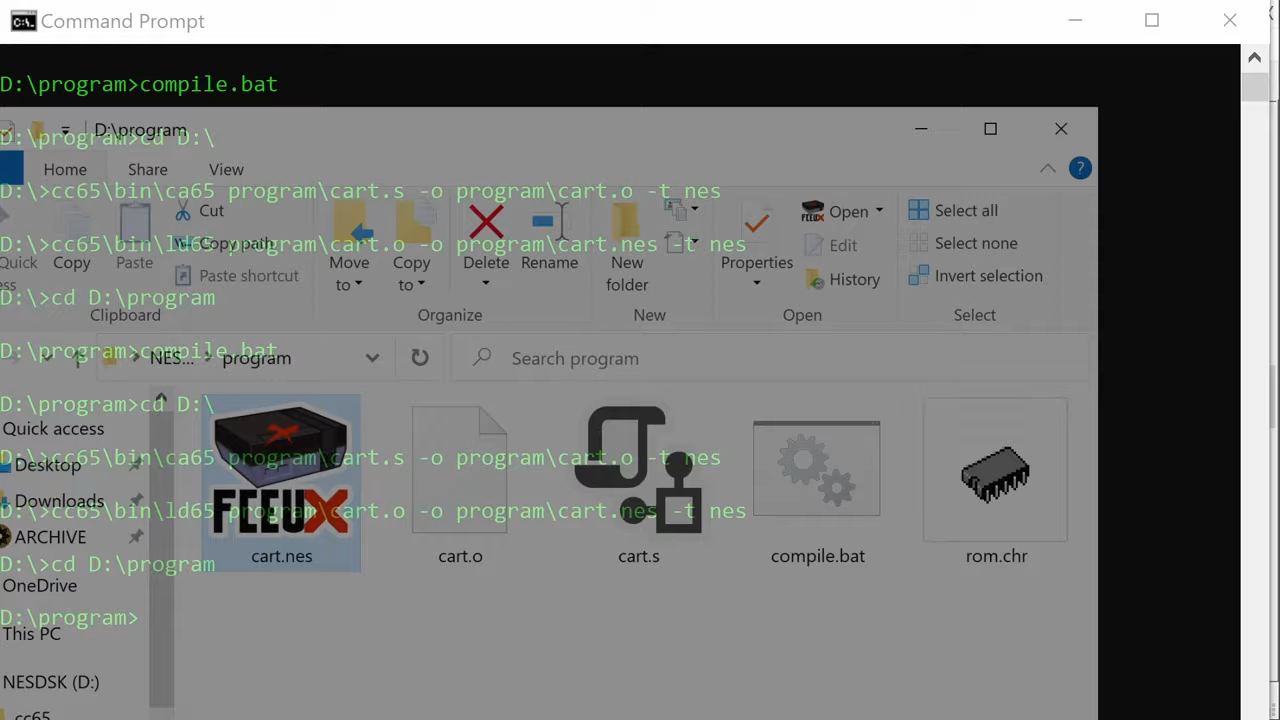 Command Prompt
D:\program>compile.bat
D:\program
D:\program>cd D:\
Home Share View
D:\>cc65\bin\ca65 program\cart.s -o program\cart.o -t nes
Cut
Open
Select all
D:\>cc65\bin\ld65 program\cart.o -o program\cart.nes -t nes
Copy path
Edit
Select none
Quick
Copy
Paste
Move
to
Copy
to
Delete
Rename
New
folder
Properties
Paste shortcut
History
Invert selection
D:\>cd D:\program
Clipboard
Organize
New
Open
Select
D:\program>compile.bat
NES...
program
Search program
D:\program>cd D:\
Quick access
D:\>cc65\bin\ca65 program\cart.s -o program\cart.o -t nes
Desktop
Downloads
FCEUX
D:\>cc65\bin\ld65 program\cart.o -o program\cart.nes -t nes
ARCHIVE
cart.nes
cart.o
cart.s
compile.bat
rom.chr
D:\>cd D:\program
OneDrive
D:\program>
This PC
NESDSK (D:)
cc65